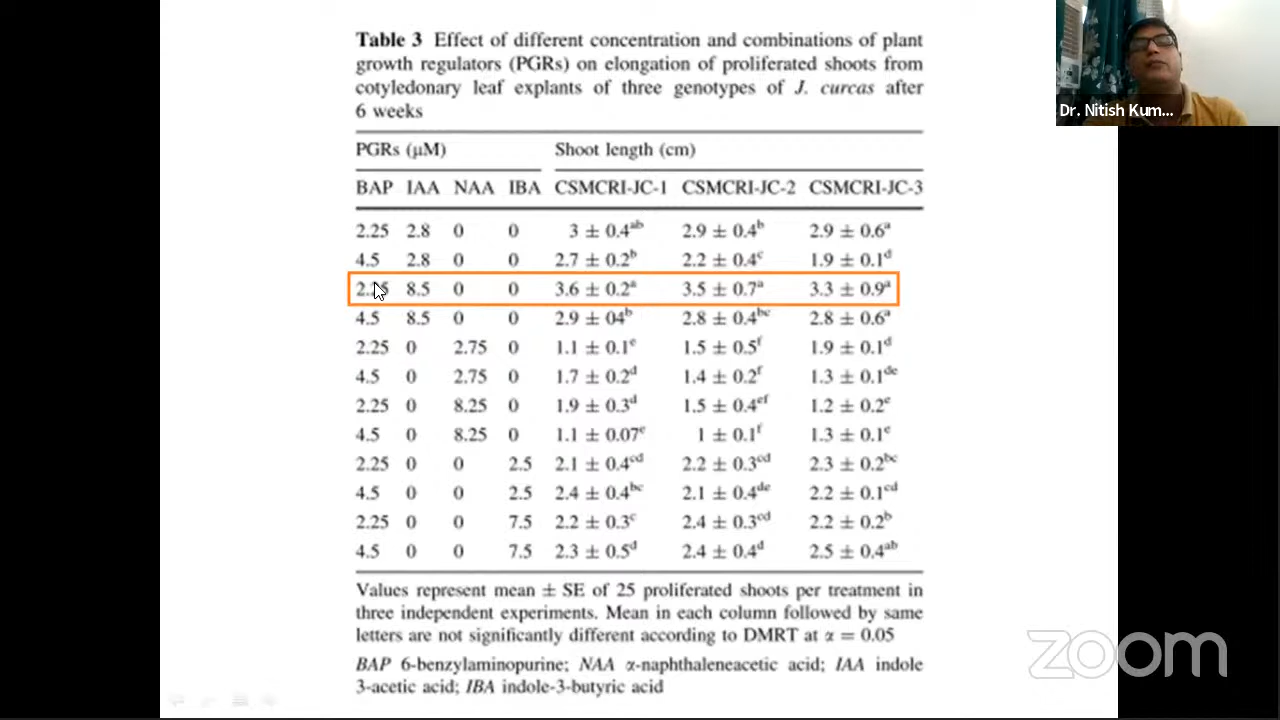 Table 3 Effect of different concentration and combinations of plant
growth regulators (PGRs) on elongation of proliferated shoots from
cotyledonary leaf explants of three genotypes of J. curcas after
6 weeks
PGRs (μM) Shoot length (cm)
BAP IAA NAA IBA CSMCRI-JC-1 CSMCRI-JC-2 CSMCRI-JC-3
2.25 2.8 0 0 3 ± 0.4ab 2.9 ± 0.4b 2.9 ± 0.6a
4.5 2.8 0 0 2.7 ± 0.2b 2.2 ± 0.4c 1.9 ± 0.1d
2.25 8.5 0 0 3.6 ± 0.2a 3.5 ± 0.7a 3.3 ± 0.9a
4.5 8.5 0 0 2.9 ± 04b 2.8 ± 0.4bc 2.8 ± 0.6a
2.25 0 2.75 0 1.1 ± 0.1e 1.5 ± 0.5f 1.9 ± 0.1d
4.5 0 2.75 0 1.7 ± 0.2d 1.4 ± 0.2f 1.3 ± 0.1de
2.25 0 8.25 0 1.9 ± 0.3d 1.5 ± 0.4ef 1.2 ± 0.2e
4.5 0 8.25 0 1.1 ± 0.07e 1 ± 0.1f 1.3 ± 0.1e
2.25 0 0 2.5 2.1 ± 0.4cd 2.2 ± 0.3cd 2.3 ± 0.2bc
4.5 0 0 2.5 2.4 ± 0.4bc 2.1 ± 0.4de 2.2 ± 0.1cd
2.25 0 0 7.5 2.2 ± 0.3c 2.4 ± 0.3cd 2.2 ± 0.2b
4.5 0 0 7.5 2.3 ± 0.5d 2.4 ± 0.4d 2.5 ± 0.4ab
Values represent mean ± SE of 25 proliferated shoots per treatment in
three independent experiments. Mean in each column followed by same
letters are not significantly different according to DMRT at α = 0.05
BAP 6-benzylaminopurine; NAA α-naphthaleneacetic acid; IAA indole
3-acetic acid; IBA indole-3-butyric acid
Dr. Nitish Kum...
zoom